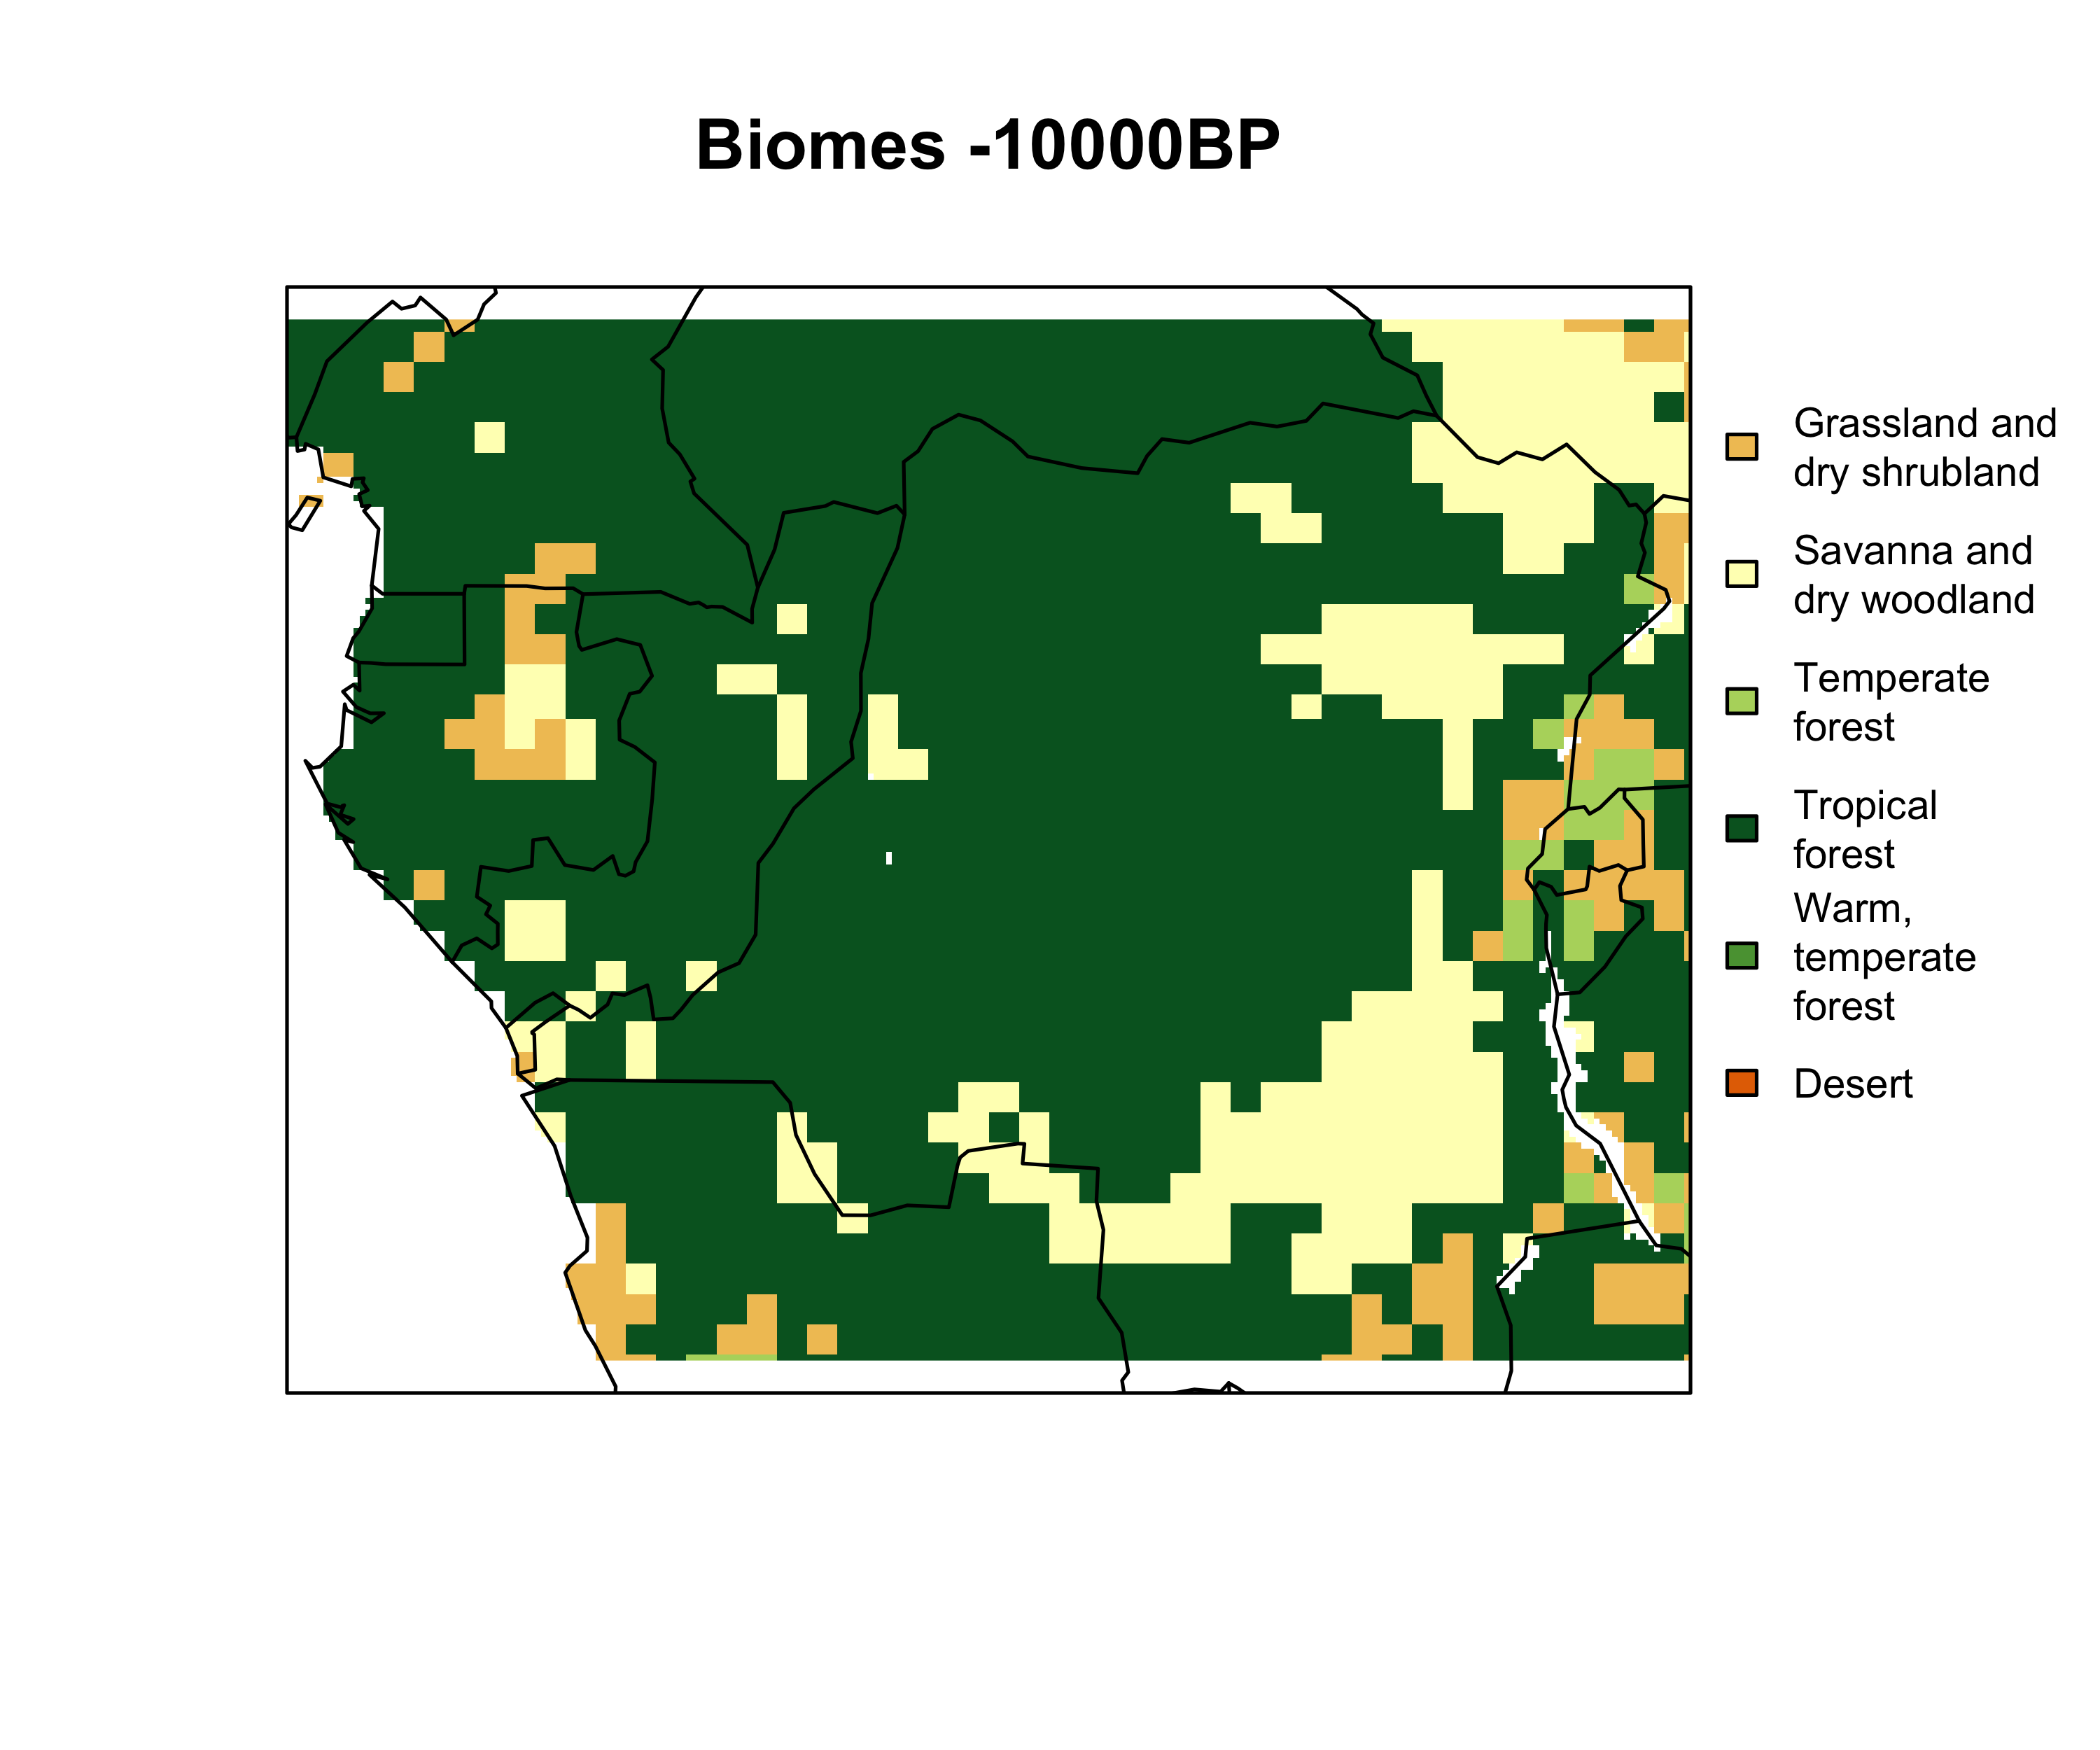 Biomes -10000BP
Grassland and
dry shrubland
Savanna and
dry woodland
Temperate
forest
Tropical
forest
Warm,
temperate
forest
Desert